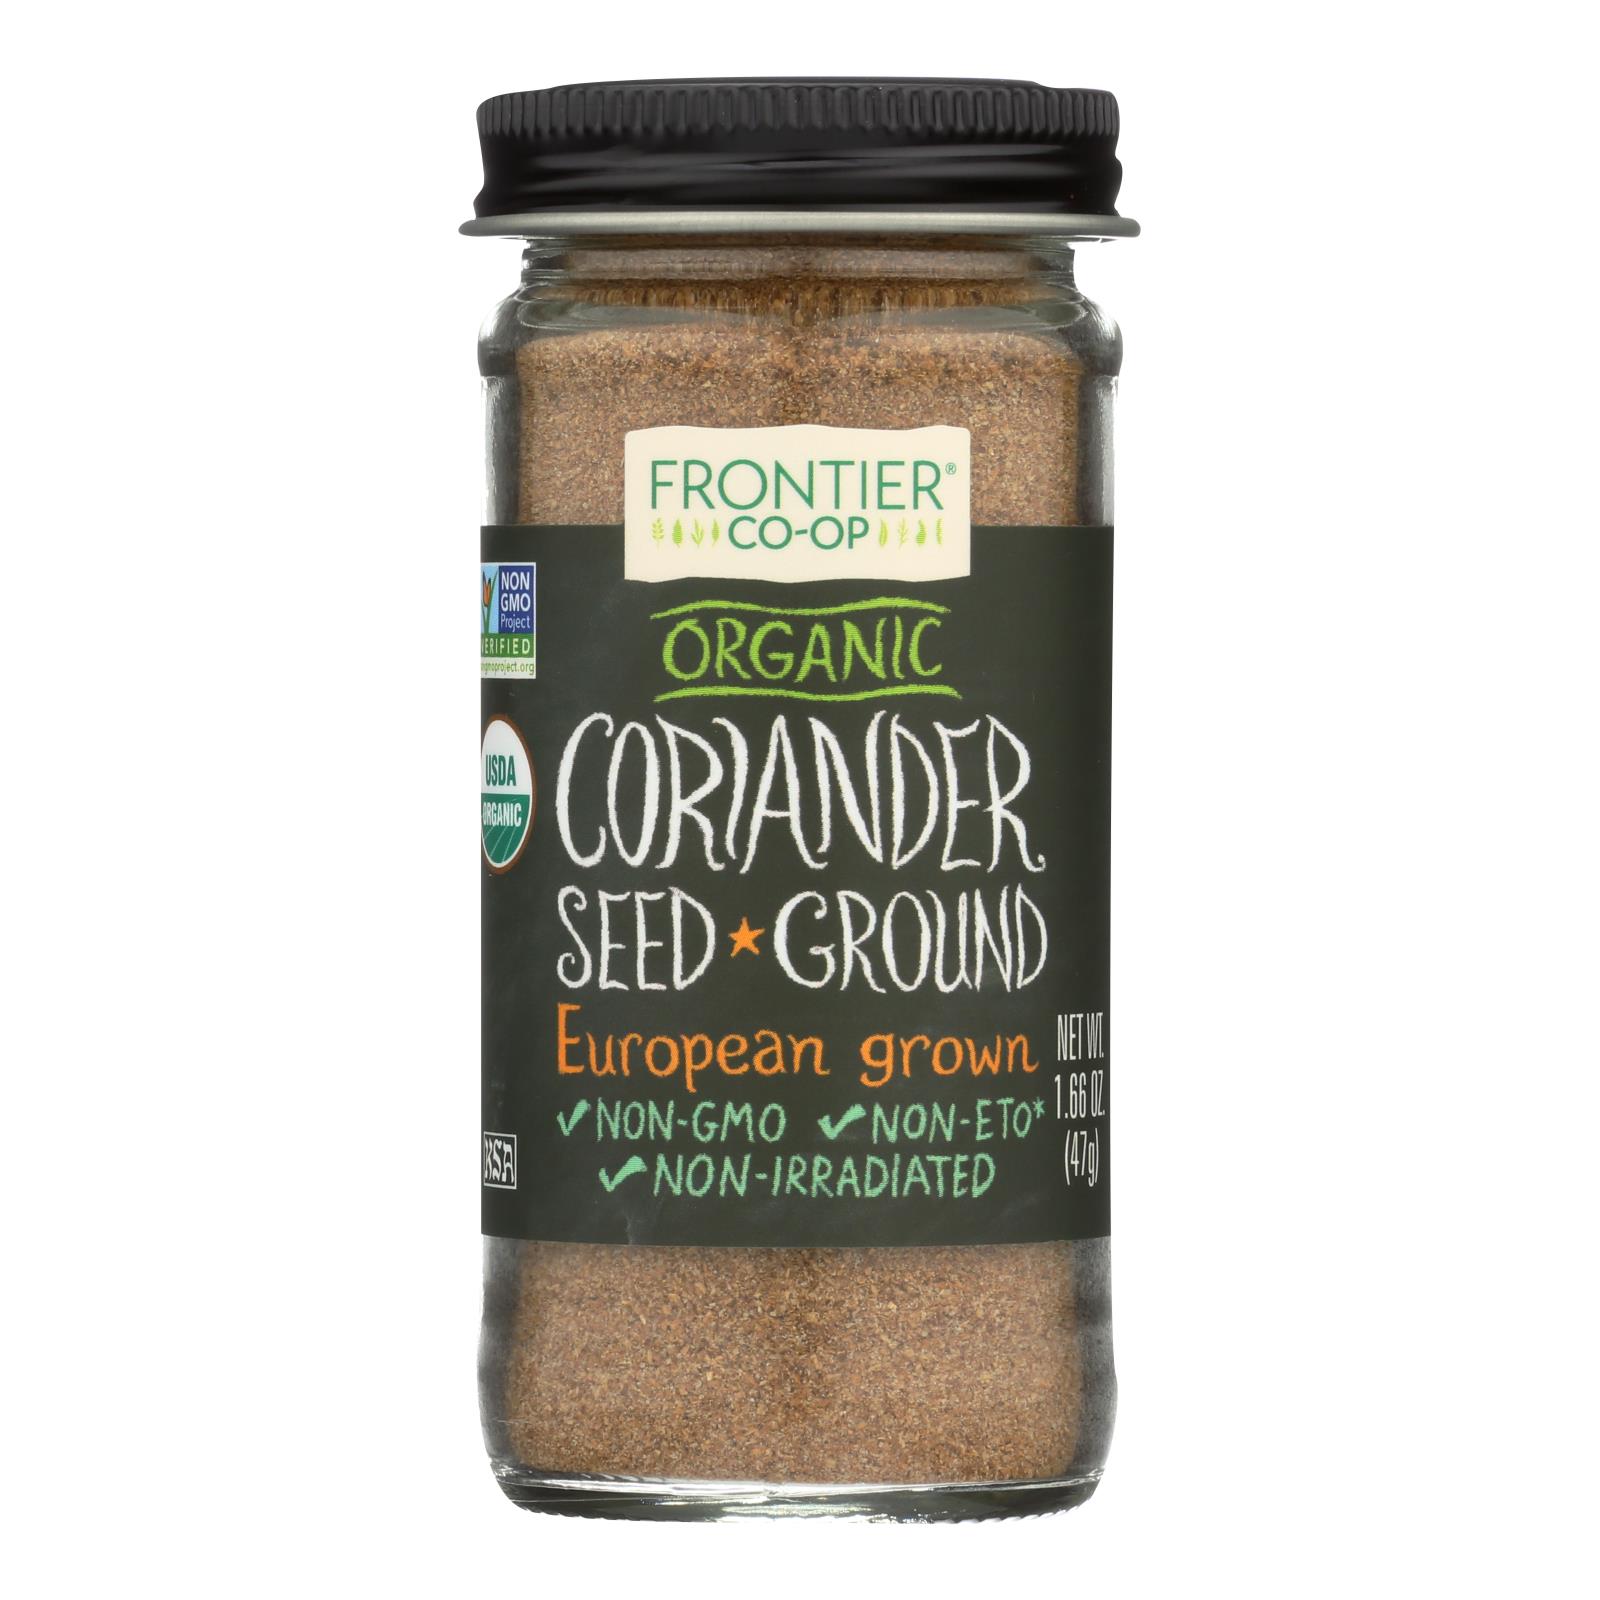 FRONTIER®
CO-OP
NON
GMO
Project
VERIFIED
ORGANIC
USDA
ORGANIC
CORIANDER
SEED ★ GROUND
European grown
NET WT.
1.66 OZ.
(47g)
✓NON-GMO ✓NON-ETO*
✓NON-IRRADIATED
KSA